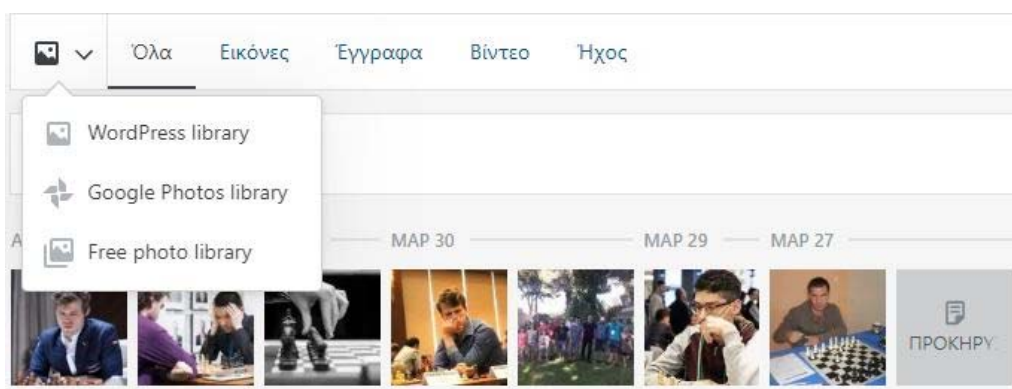 Όλα Εικόνες Έγγραφα Βίντεο Ήχος
WordPress library
Google Photos library
Free photo library
ΜΑΡ 30 ΜΑΡ 29 ΜΑΡ 27